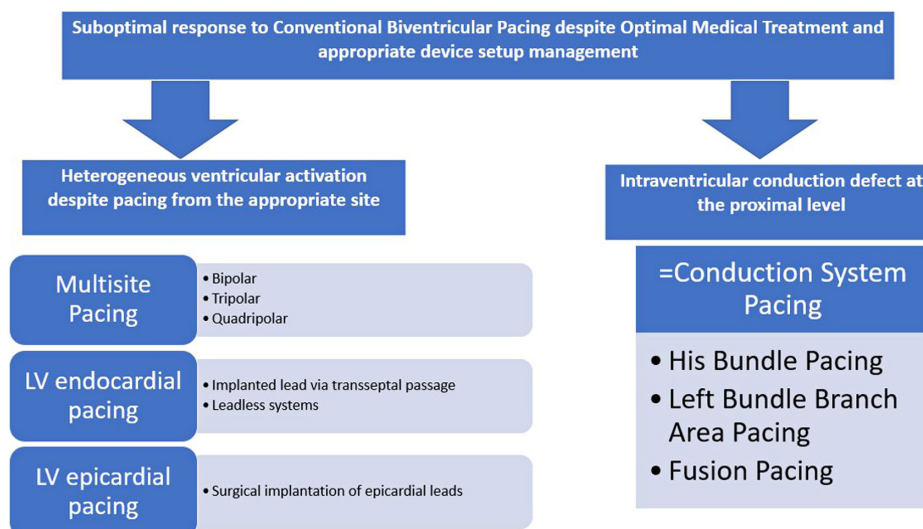 Suboptimal response to Conventional Biventricular Pacing despite Optimal Medical Treatment and
appropriate device setup management
Heterogeneous ventricular activation
despite pacing from the appropriate site
Multisite
Pacing
• Bipolar
• Tripolar
• Quadripolar
LV endocardial
pacing
• Implanted lead via transseptal passage
• Leadless systems
LV epicardial
pacing
• Surgical implantation of epicardial leads
Intraventricular conduction defect at
the proximal level
=Conduction System
Pacing
• His Bundle Pacing
• Left Bundle Branch
Area Pacing
• Fusion Pacing